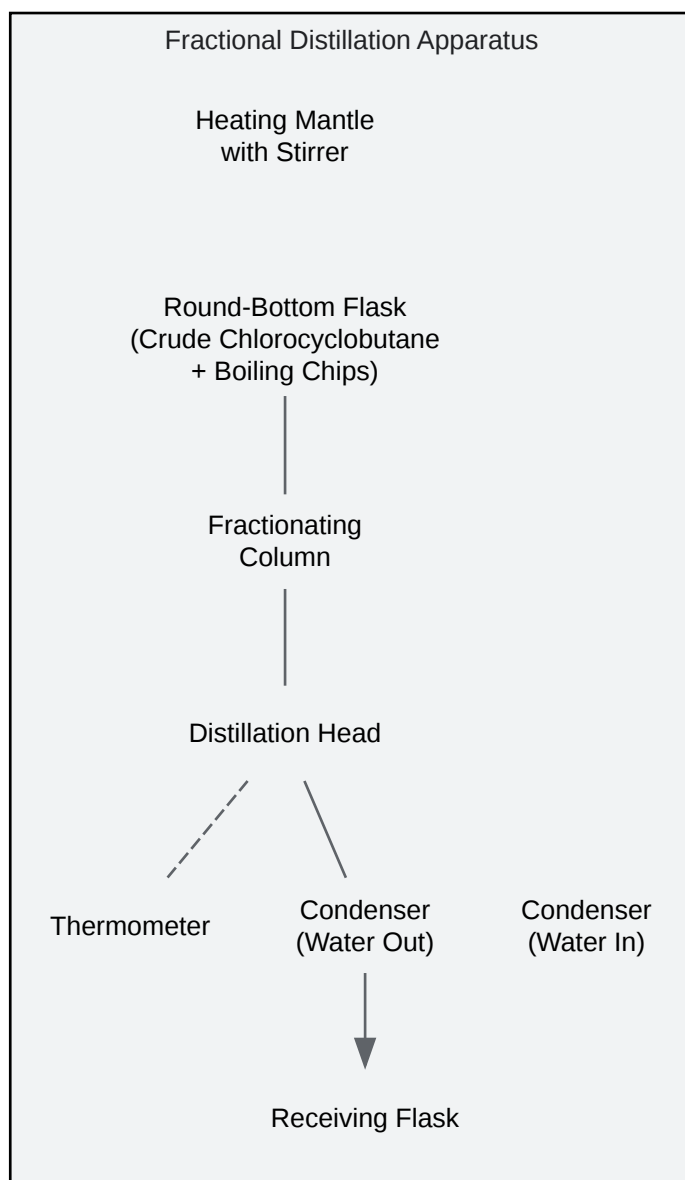 Fractional Distillation Apparatus
Heating Mantle
with Stirrer
Round-Bottom Flask
(Crude Chlorocyclobutane
+ Boiling Chips)
Fractionating
Column
Distillation Head
Thermometer
Condenser
(Water Out)
Condenser
(Water In)
Receiving Flask